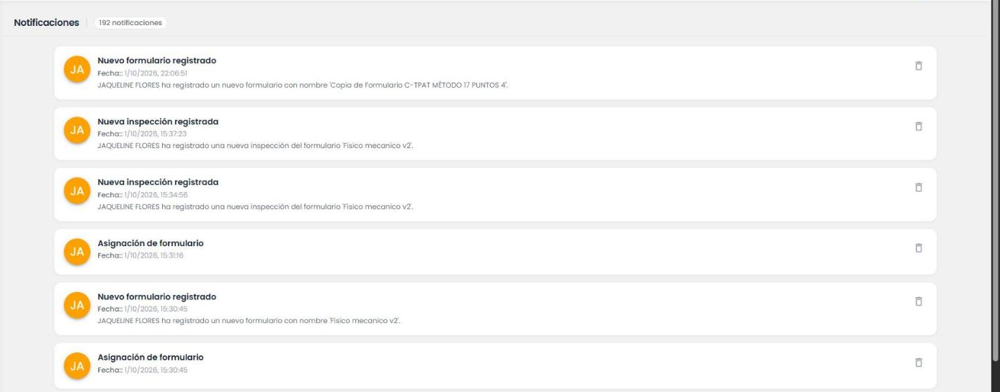 Notificaciones
192 notificaciones
JA
Nuevo formulario registrado
Fecha:: 1/10/2026, 22:06:51
JAQUELINE FLORES ha registrado un nuevo formulario con nombre 'Copia de Formulario C-TPAT MÉTODO 17 PUNTOS 4'.
JA
Nueva inspección registrada
Fecha:: 1/10/2026, 15:37:23
JAQUELINE FLORES ha registrado una nueva inspección del formulario 'Fisico mecanico v2'.
JA
Nueva inspección registrada
Fecha:: 1/10/2026, 15:34:56
JAQUELINE FLORES ha registrado una nueva inspección del formulario 'Fisico mecanico v2'.
JA
Asignación de formulario
Fecha:: 1/10/2026, 15:31:16
JA
Nuevo formulario registrado
Fecha:: 1/10/2026, 15:30:45
JAQUELINE FLORES ha registrado un nuevo formulario con nombre 'Fisico mecanico v2'.
JA
Asignación de formulario
Fecha:: 1/10/2026, 15:30:45